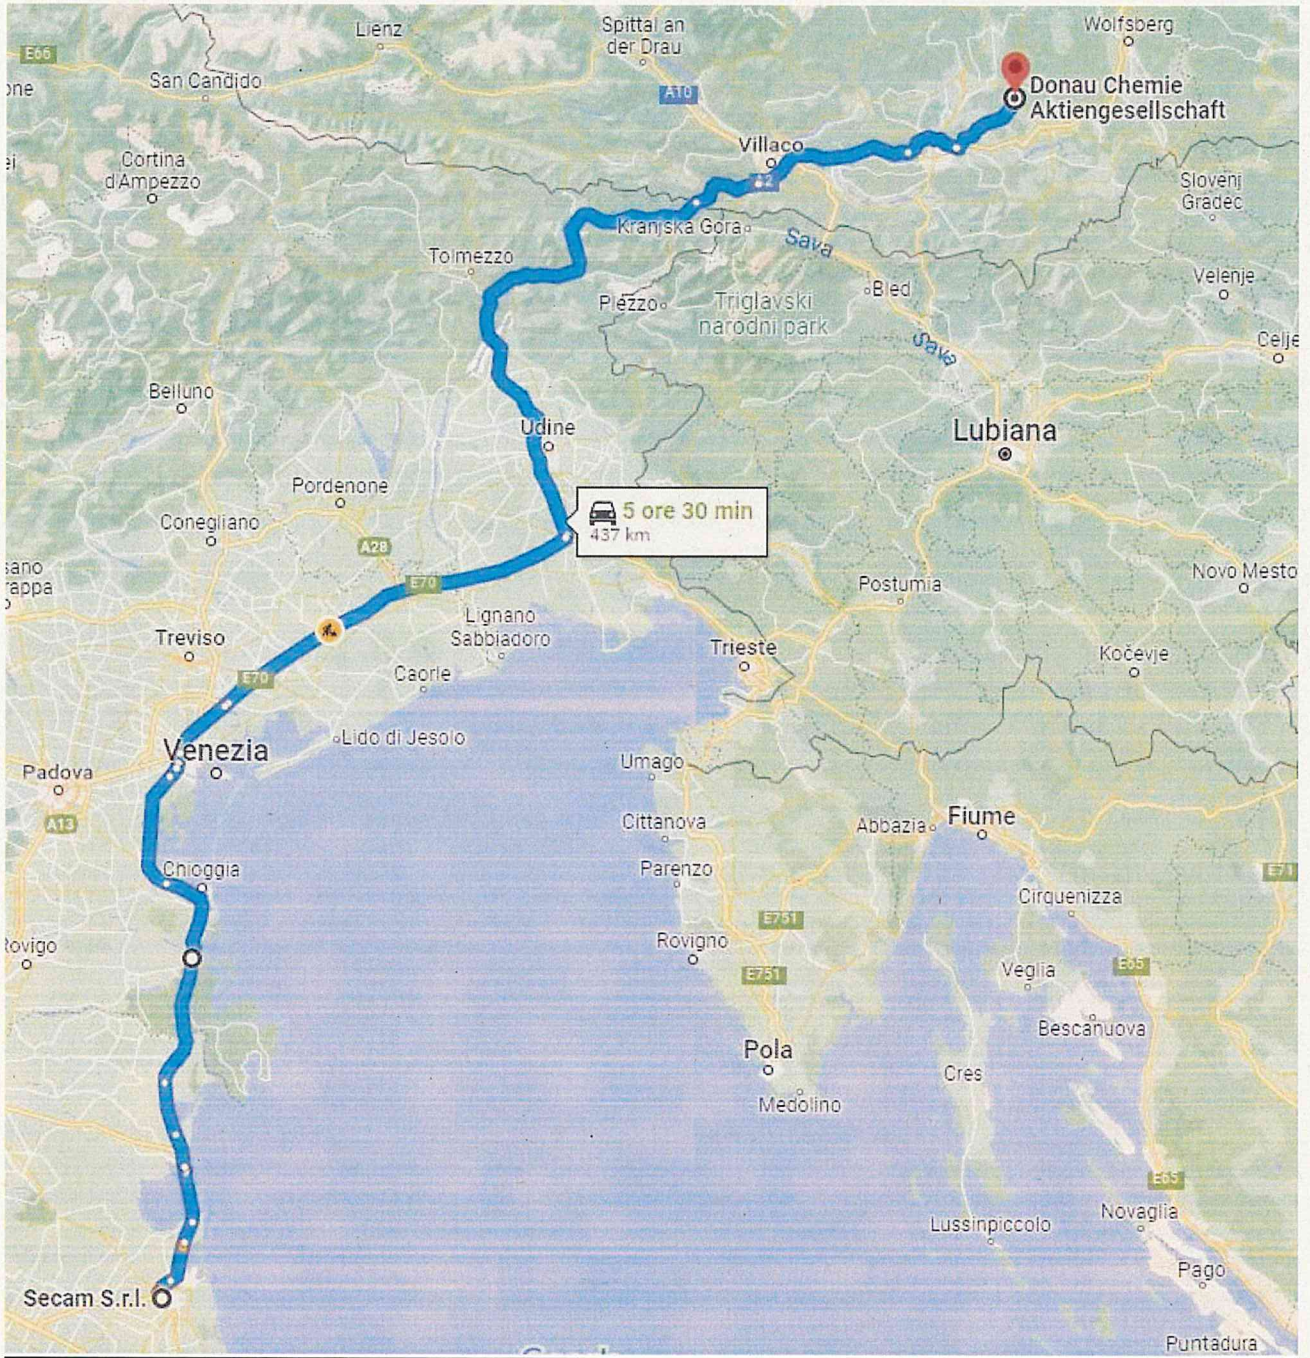 Lienz
Spittal an
der Drau
Wolfsberg
E66
San Candido
A10
Donau Chemie
Aktiengesellschaft
Cortina
d'Ampezzo
Villaco
A2
Slovenj
Gradec
Kranjska Gora
Sava
Tolmezzo
Bled
Velenje
Plezzo
Triglavski
narodni park
Sava
Celje
Belluno
Udine
Lubiana
Pordenone
5 ore 30 min
437 km
Conegliano
A28
E70
Postumia
Novo Mesto
Lignano
Sabbiadoro
Treviso
Trieste
Kočevje
Caorle
E70
Venezia
Lido di Jesolo
Padova
Umago
A13
Cittanova
Abbazia
Fiume
Chioggia
Parenzo
E71
Cirquenizza
E751
Rovigo
Rovigno
E751
Veglia
E65
Bescanuova
Pola
Cres
Medolino
E65
Lussinpiccolo
Novaglia
Pago
Secam S.r.l.
Puntadura